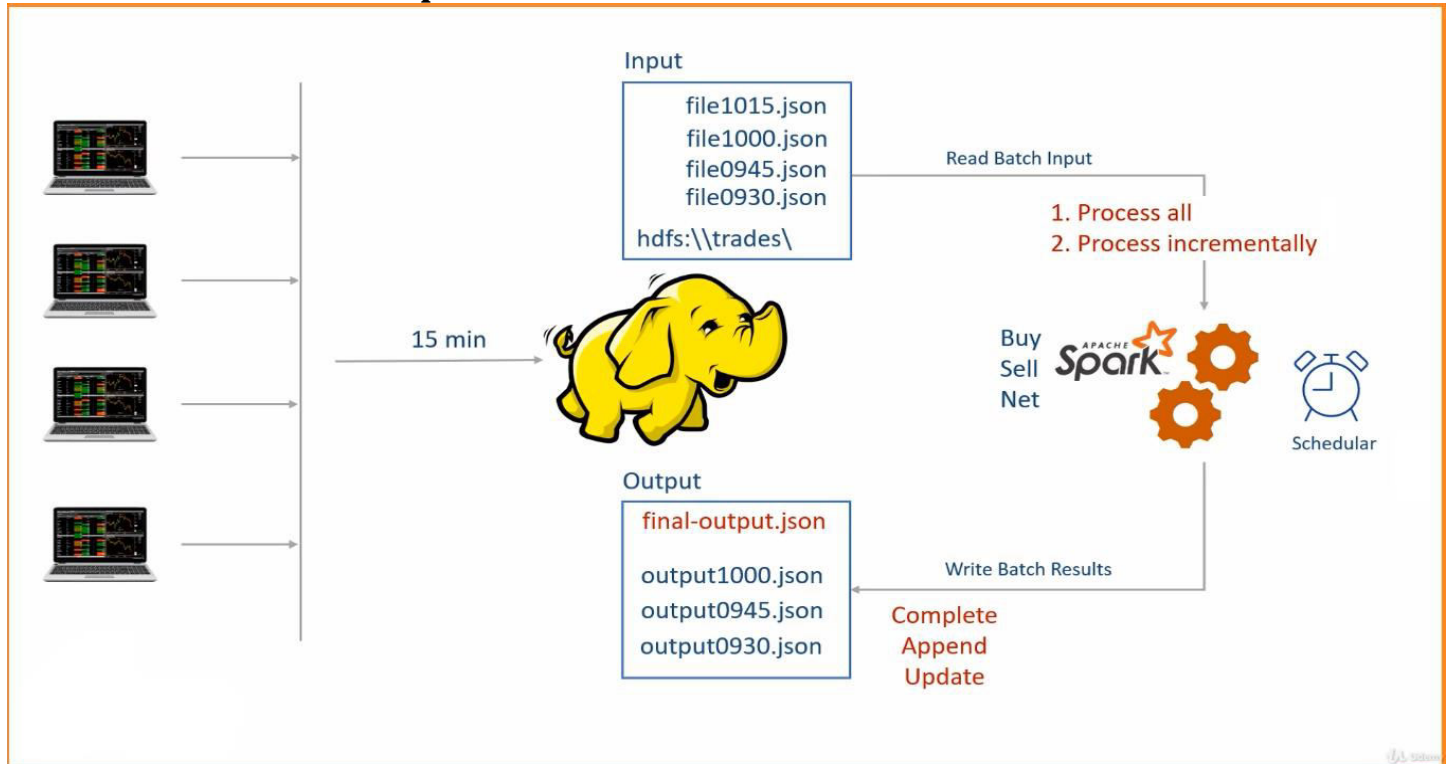 Input
file1015.json
file1000.json
file0945.json
file0930.json
hdfs:\\trades\
Read Batch Input
1. Process all
2. Process incrementally
15 min
Buy
Sell
Net
APACHE
Spark
Schedular
Output
final-output.json
output1000.json
output0945.json
output0930.json
Write Batch Results
Complete
Append
Update